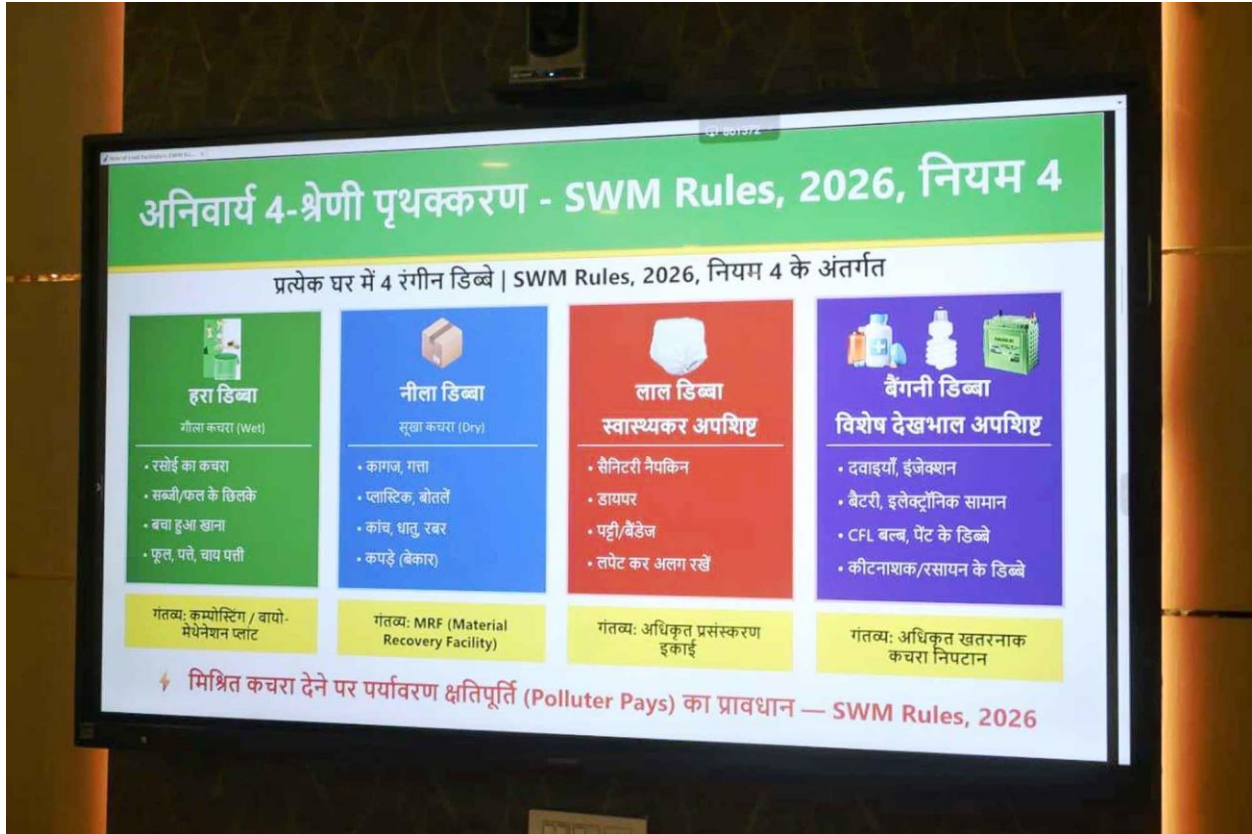 अनिवार्य 4-श्रेणी पृथक्करण - SWM Rules, 2026, नियम 4
प्रत्येक घर में 4 रंगीन डिब्बे | SWM Rules, 2026, नियम 4 के अंतर्गत
हरा डिब्बा
गीला कचरा (Wet)
• रसोई का कचरा
• सब्जी/फल के छिलके
• बचा हुआ खाना
• फूल, पत्ते, चाय पत्ती
गंतव्य: कम्पोस्टिंग / बायो-
मेथेनेशन प्लांट
नीला डिब्बा
सूखा कचरा (Dry)
• कागज, गत्ता
• प्लास्टिक, बोतलें
• कांच, धातु, रबर
• कपड़े (बेकार)
गंतव्य: MRF (Material
Recovery Facility)
लाल डिब्बा
स्वास्थ्यकर अपशिष्ट
• सैनिटरी नैपकिन
• डायपर
• पट्टी/बैंडेज
• लपेट कर अलग रखें
गंतव्य: अधिकृत प्रसंस्करण
इकाई
बैंगनी डिब्बा
विशेष देखभाल अपशिष्ट
• दवाइयाँ, इंजेक्शन
• बैटरी, इलेक्ट्रॉनिक सामान
• CFL बल्ब, पेंट के डिब्बे
• कीटनाशक/रसायन के डिब्बे
गंतव्य: अधिकृत खतरनाक
कचरा निपटान
मिश्रित कचरा देने पर पर्यावरण क्षतिपूर्ति (Polluter Pays) का प्रावधान — SWM Rules, 2026